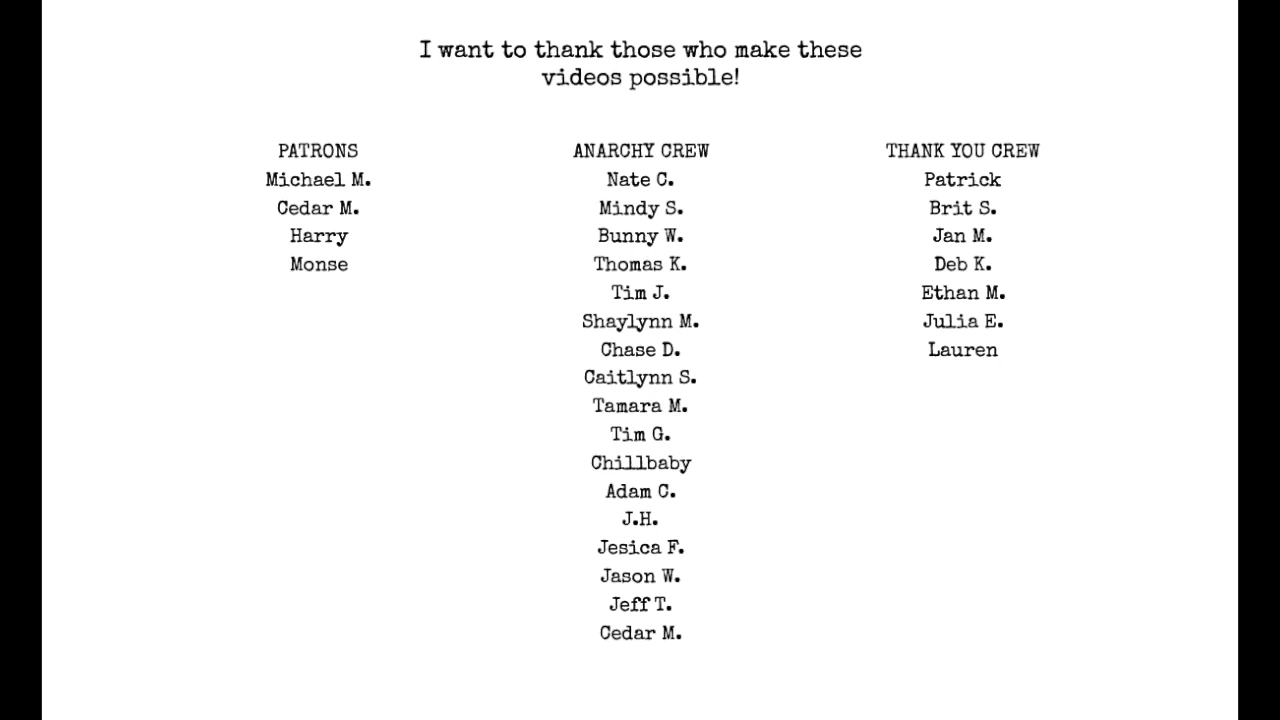 I want to thank those who make these
videos possible!
PATRONS
Michael M.
Cedar M.
Harry
Monse
ANARCHY CREW
Nate C.
Mindy S.
Bunny W.
Thomas K.
Tim J.
Shaylynn M.
Chase D.
Caitlynn S.
Tamara M.
Tim G.
Chillbaby
Adam C.
J.H.
Jesica F.
Jason W.
Jeff T.
Cedar M.
THANK YOU CREW
Patrick
Brit S.
Jan M.
Deb K.
Ethan M.
Julia E.
Lauren